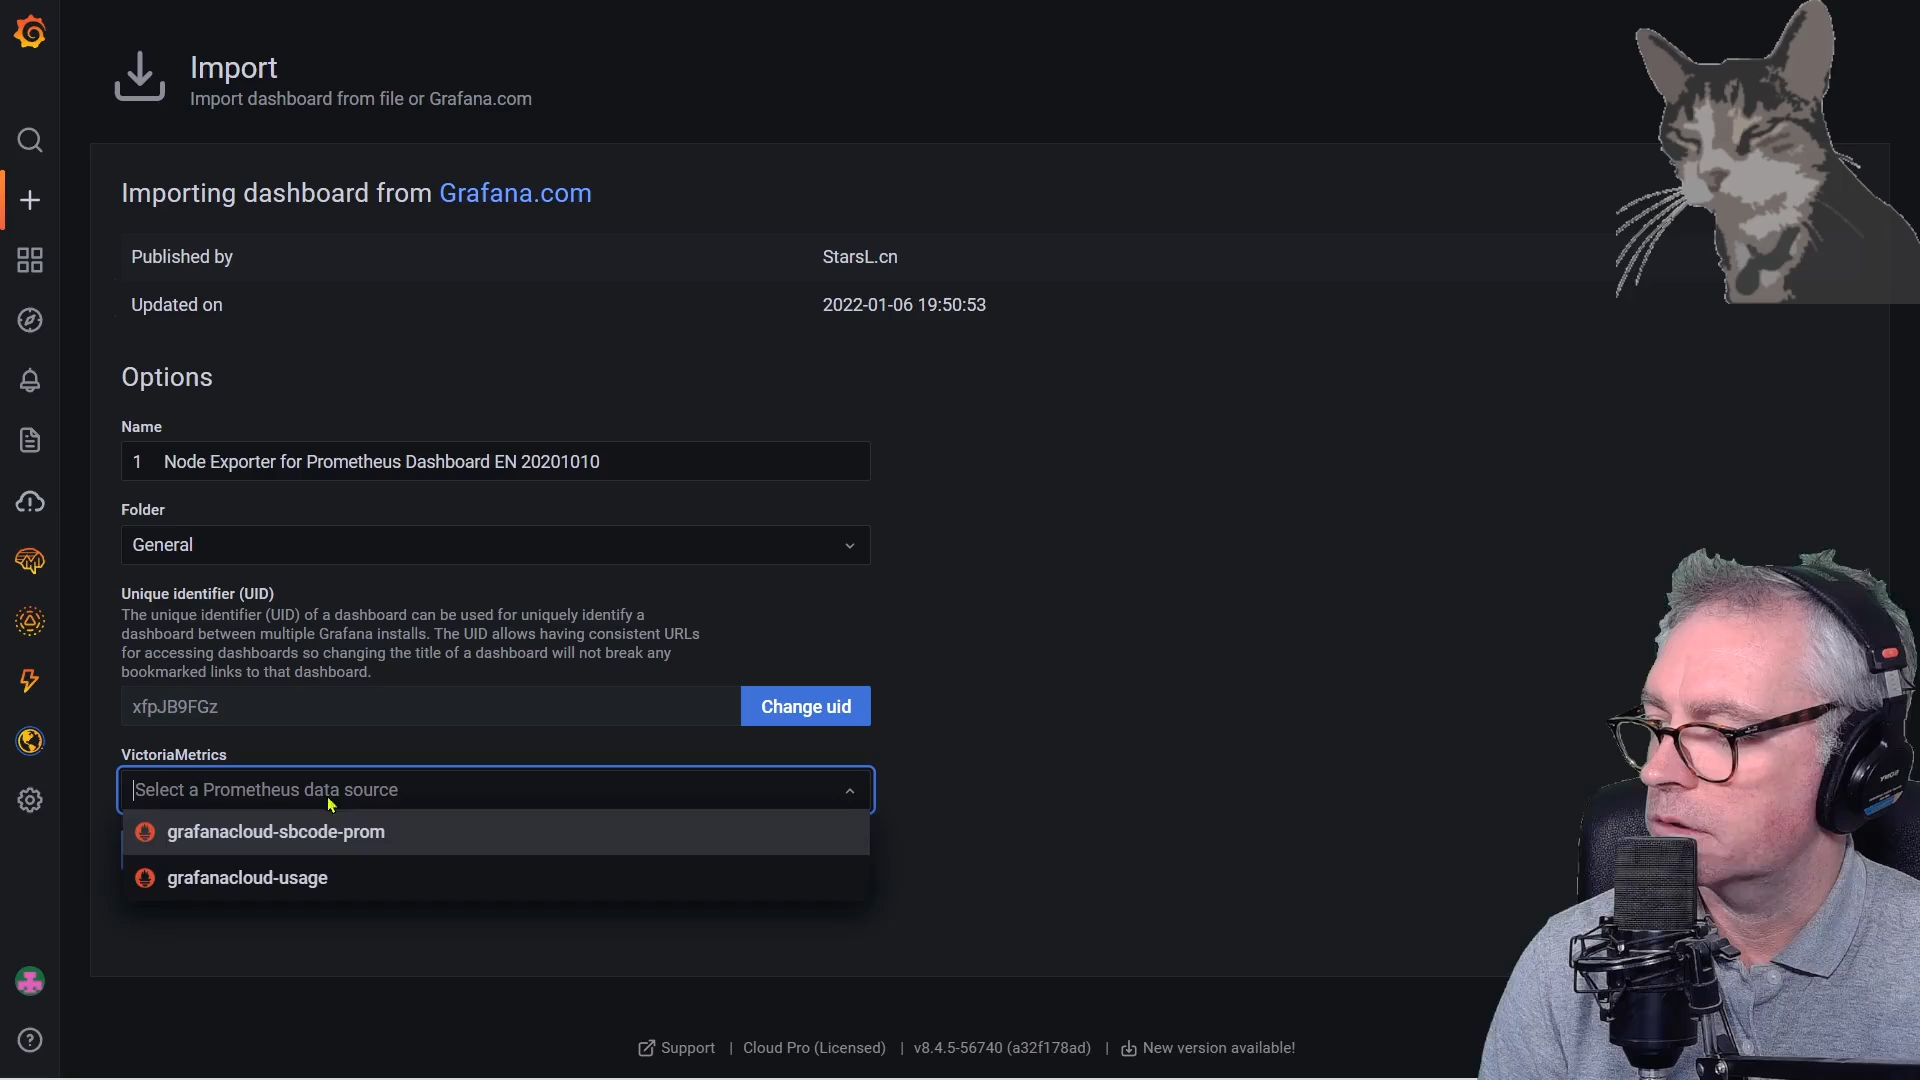 Import
Import dashboard from file or Grafana.com
Importing dashboard from Grafana.com
Published by StarsL.cn
Updated on 2022-01-06 19:50:53
Options
Name
1 Node Exporter for Prometheus Dashboard EN 20201010
Folder
General
Unique identifier (UID)
The unique identifier (UID) of a dashboard can be used for uniquely identify a
dashboard between multiple Grafana installs. The UID allows having consistent URLs
for accessing dashboards so changing the title of a dashboard will not break any
bookmarked links to that dashboard.
xfpJB9FGz Change uid
VictoriaMetrics
Select a Prometheus data source
grafanacloud-sbcode-prom
grafanacloud-usage
Support | Cloud Pro (Licensed) | v8.4.5-56740 (a32f178ad) | New version available!